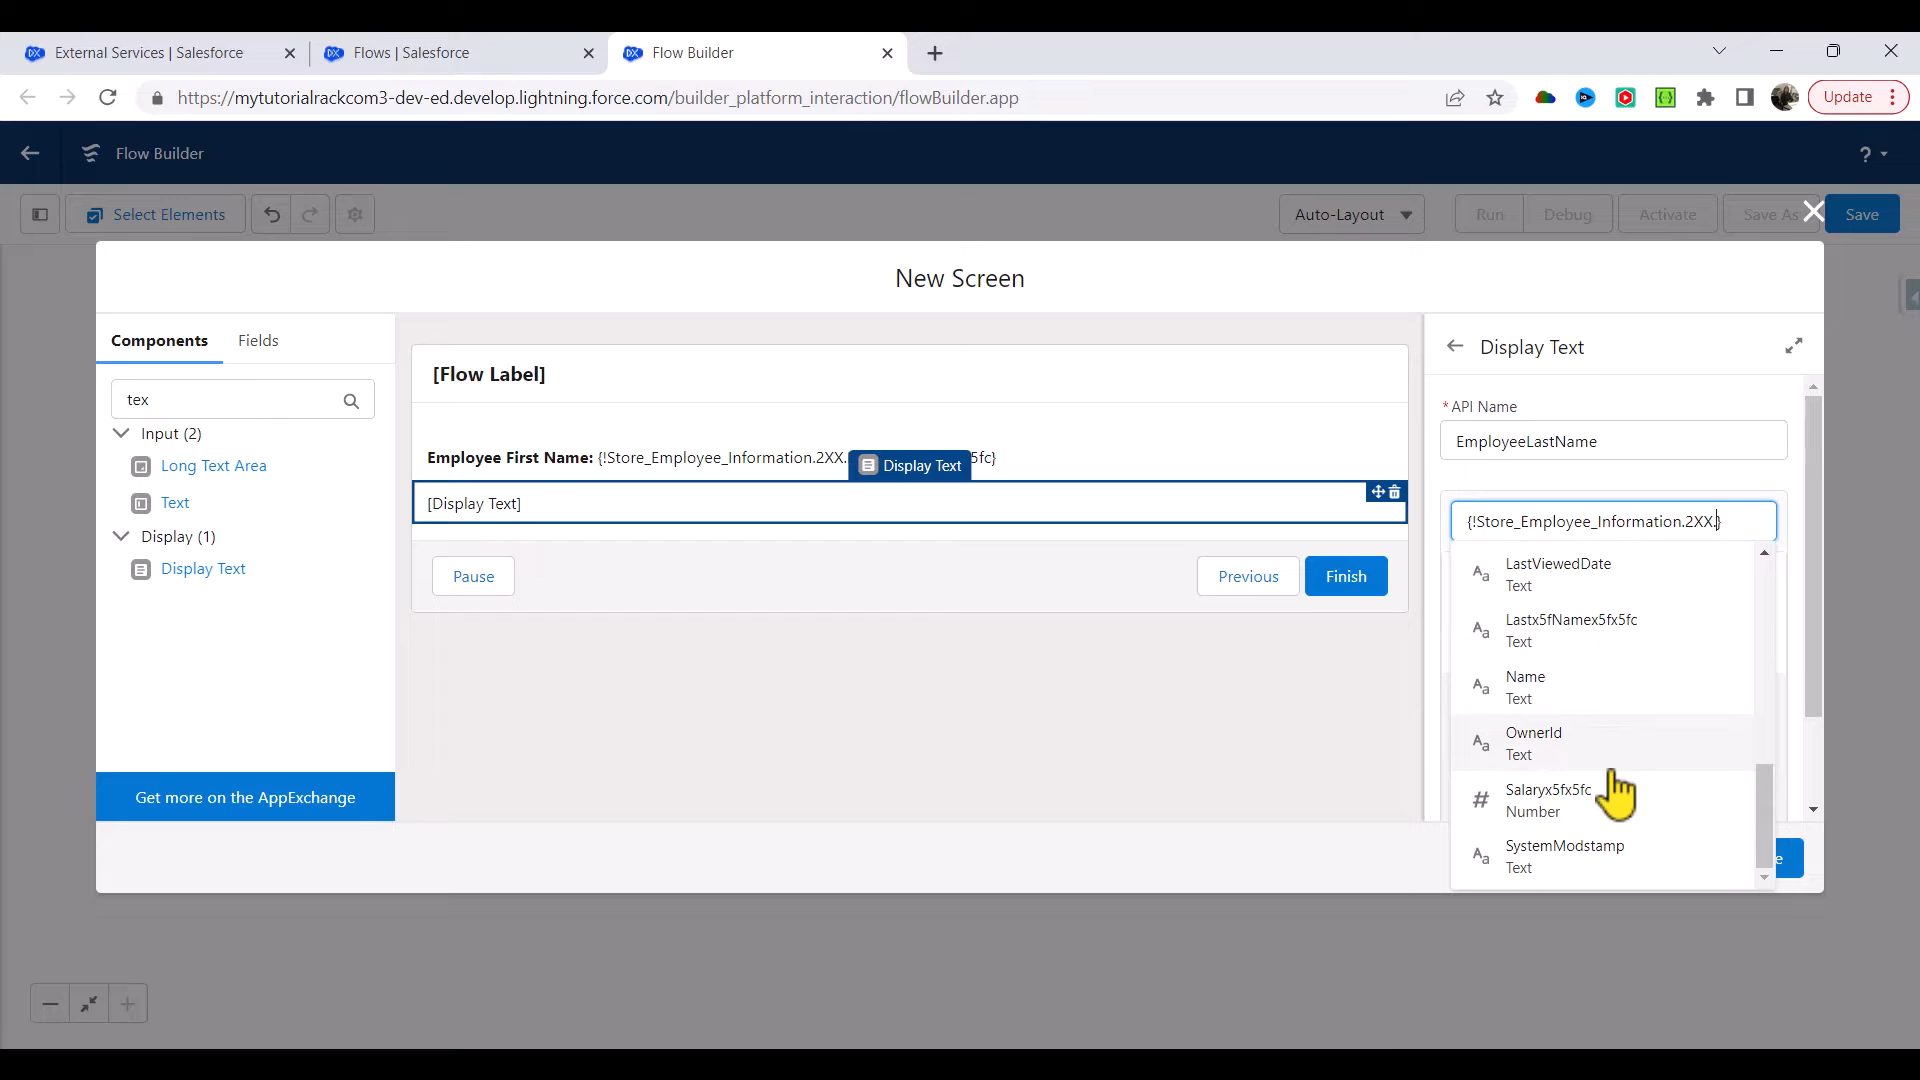 External Services | Salesforce
Flows | Salesforce
Flow Builder
https://mytutorialrackcom3-dev-ed.develop.lightning.force.com/builder_platform_interaction/flowBuilder.app
Update
Flow Builder
?
Select Elements
Auto-Layout
Run
Debug
Activate
Save As
Save
New Screen
Components
Fields
tex
Input (2)
Long Text Area
Text
Display (1)
Display Text
Get more on the AppExchange
[Flow Label]
Employee First Name: {!Store_Employee_Information.2XX.
5fc}
Display Text
[Display Text]
Pause
Previous
Finish
Display Text
*API Name
EmployeeLastName
{!Store_Employee_Information.2XX.}
LastViewedDate
Text
Lastx5fNamex5fx5fc
Text
Name
Text
OwnerId
Text
Salaryx5fx5fc
Number
SystemModstamp
Text
e